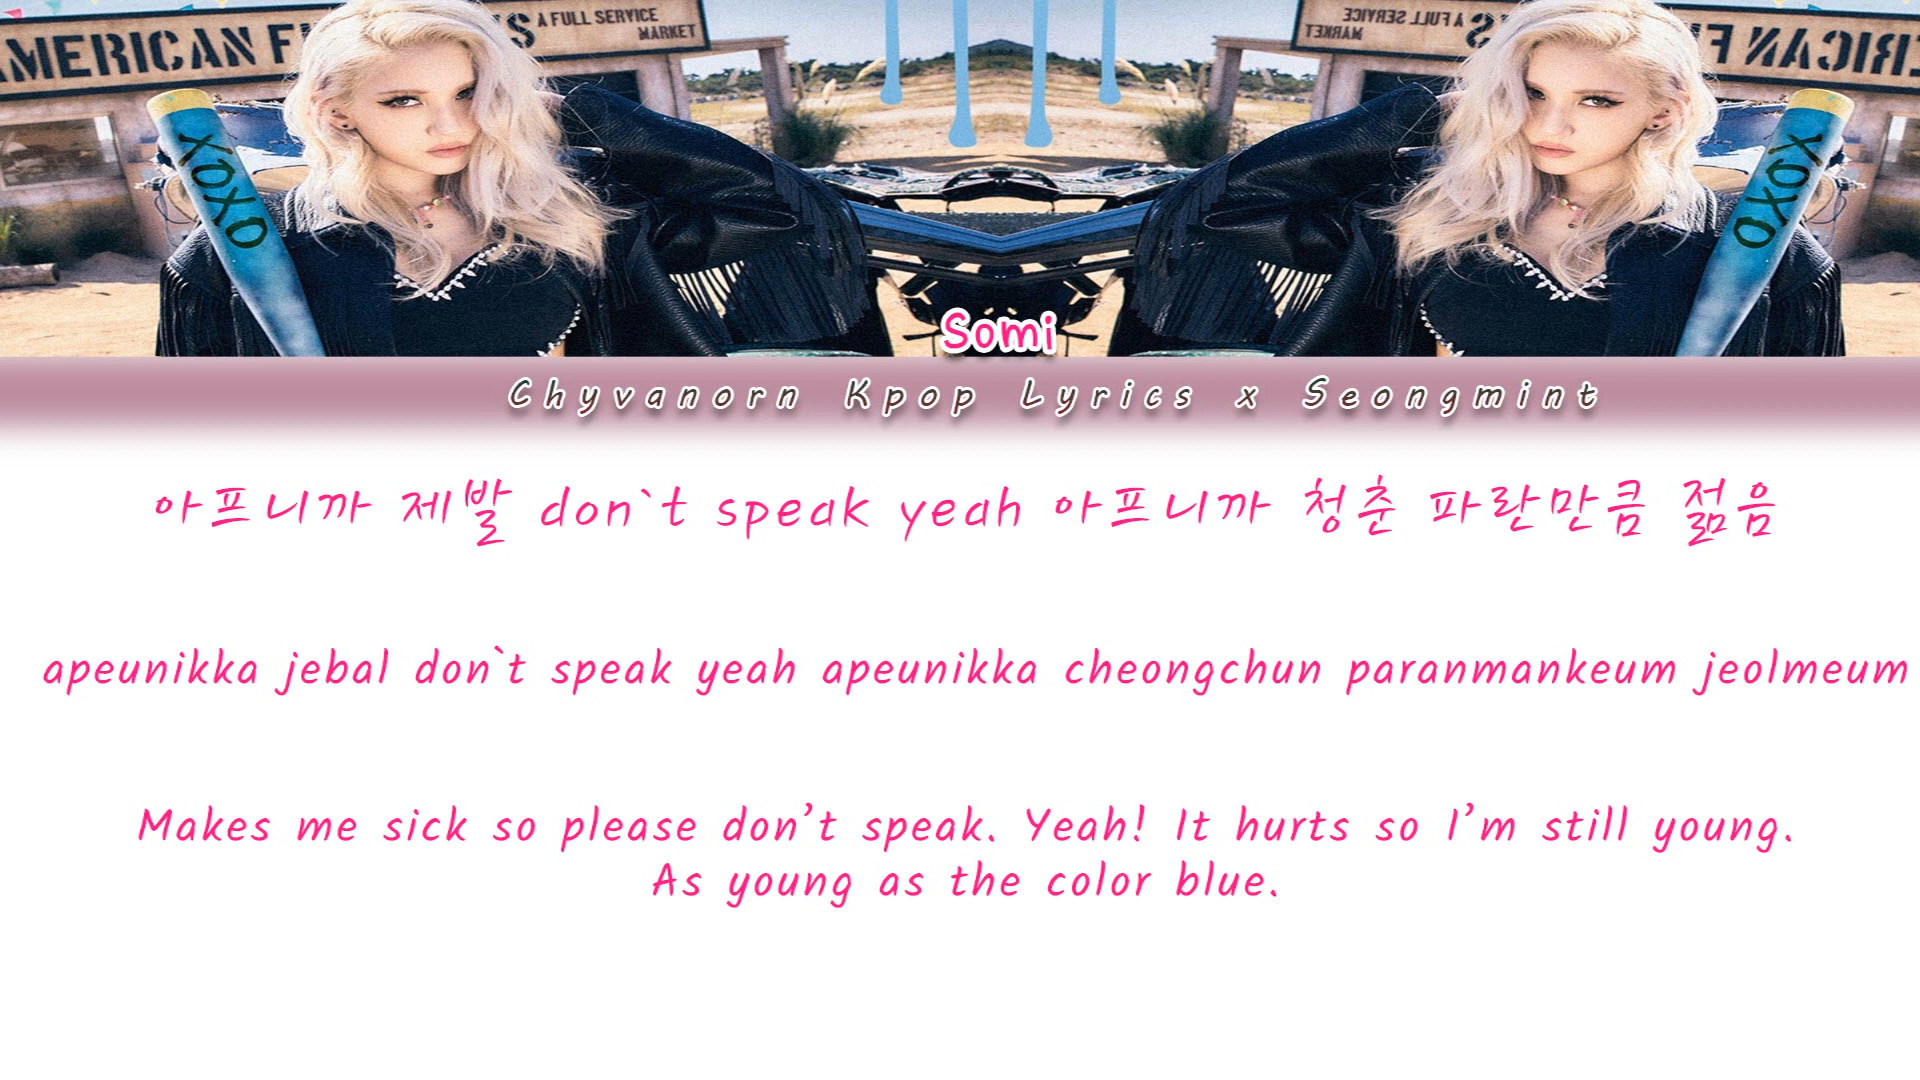 AMERICAN F
S A FULL SERVICE
MARKET
XOXO
XOXO
Somi
Chyvanorn Kpop Lyrics x Seongmint
아프니까 제발 don`t speak yeah 아프니까 청춘 파란만큼 젊음
apeunikka jebal don`t speak yeah apeunikka cheongchun paranmankeum jeolmeum
Makes me sick so please don’t speak. Yeah! It hurts so I’m still young.
As young as the color blue.